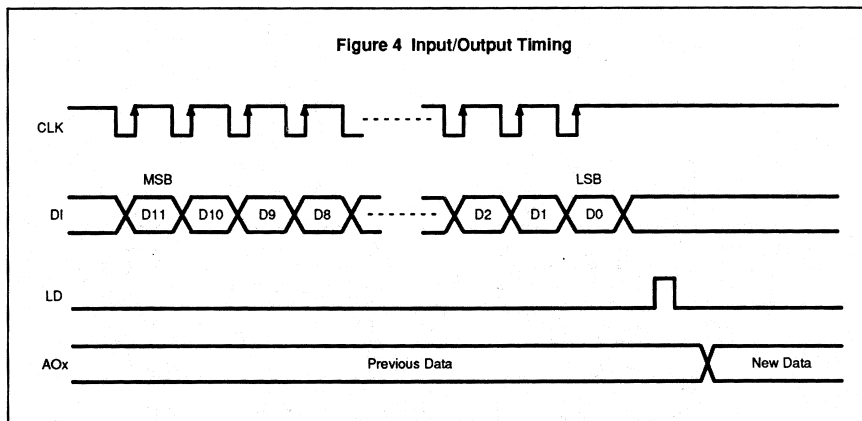 Figure 4 Input/Output Timing
CLK
MSB
LSB
DI
D11
D10
D9
D8
D2
D1
D0
LD
AOx
Previous Data
New Data